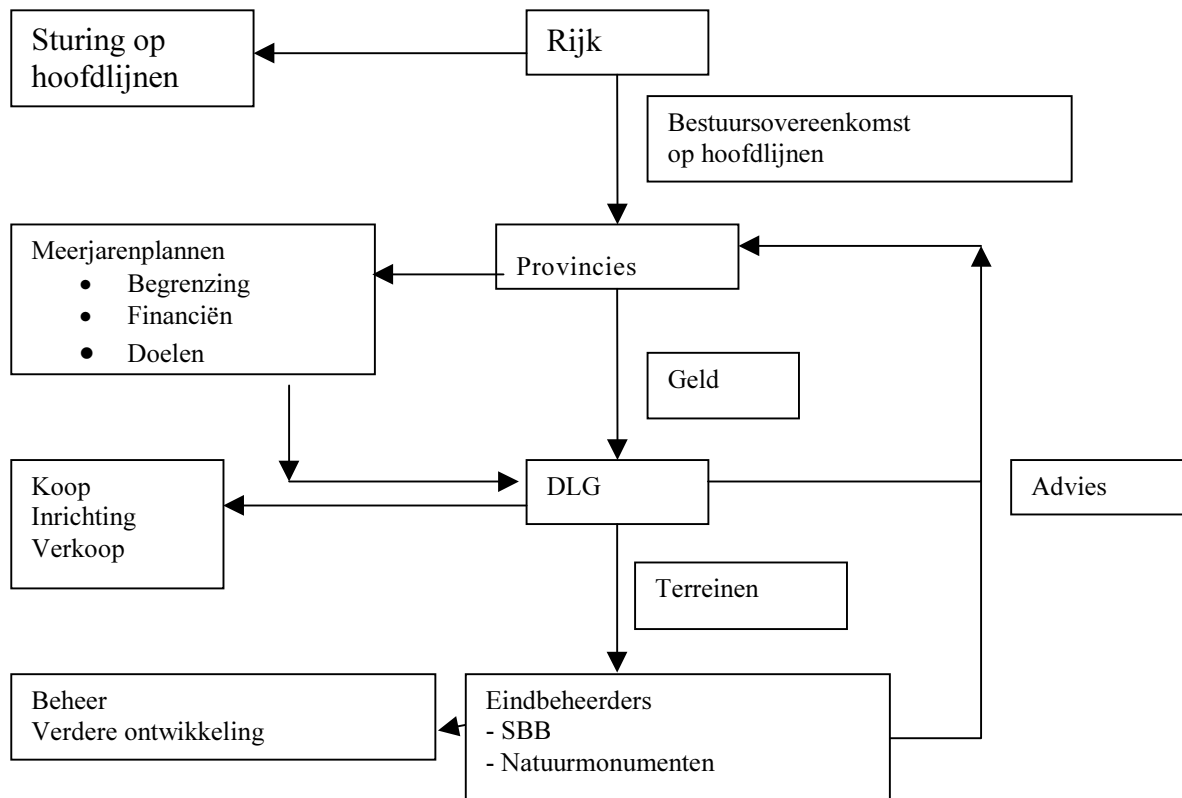 Sturing op
hoofdlijnen
Rijk
Bestuursovereenkomst
op hoofdlijnen
Meerjarenplannen
• Begrenzing
• Financiën
• Doelen
Provincies
Geld
Koop
Inrichting
Verkoop
DLG
Advies
Terreinen
Beheer
Verdere ontwikkeling
Eindbeheerders
- SBB
- Natuurmonumenten